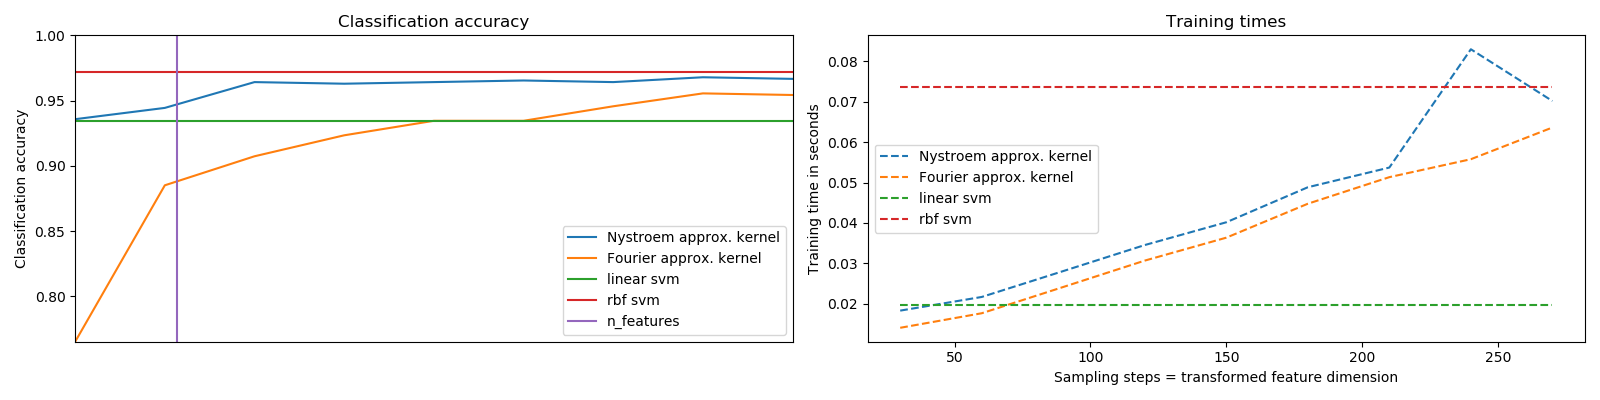 Classification accuracy
Classification accuracy
1.00
0.95
0.90
0.85
0.80
Nystroem approx. kernel
Fourier approx. kernel
linear svm
rbf svm
n_features
Training times
Training time in seconds
0.08
0.07
0.06
0.05
0.04
0.03
0.02
Nystroem approx. kernel
Fourier approx. kernel
linear svm
rbf svm
50 100 150 200 250
Sampling steps = transformed feature dimension